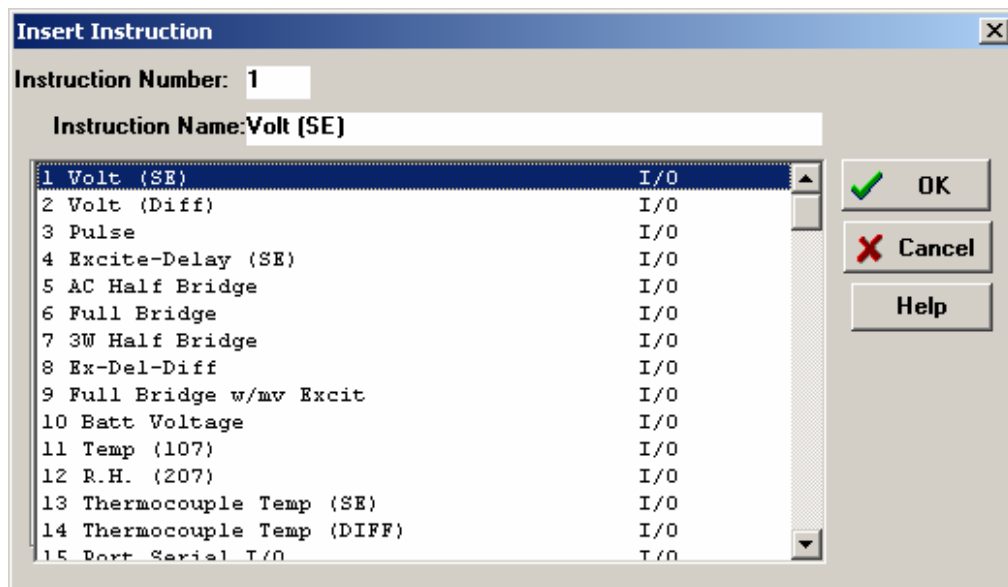 Insert Instruction
Instruction Number: 1
Instruction Name: Volt (SE)
1 Volt (SE) I/O
2 Volt (Diff) I/O
3 Pulse I/O
4 Excite-Delay (SE) I/O
5 AC Half Bridge I/O
6 Full Bridge I/O
7 3W Half Bridge I/O
8 Ex-Del-Diff I/O
9 Full Bridge w/mv Excit I/O
10 Batt Voltage I/O
11 Temp (107) I/O
12 R.H. (207) I/O
13 Thermocouple Temp (SE) I/O
14 Thermocouple Temp (DIFF) I/O
15 Port Serial I/O I/O
OK
Cancel
Help